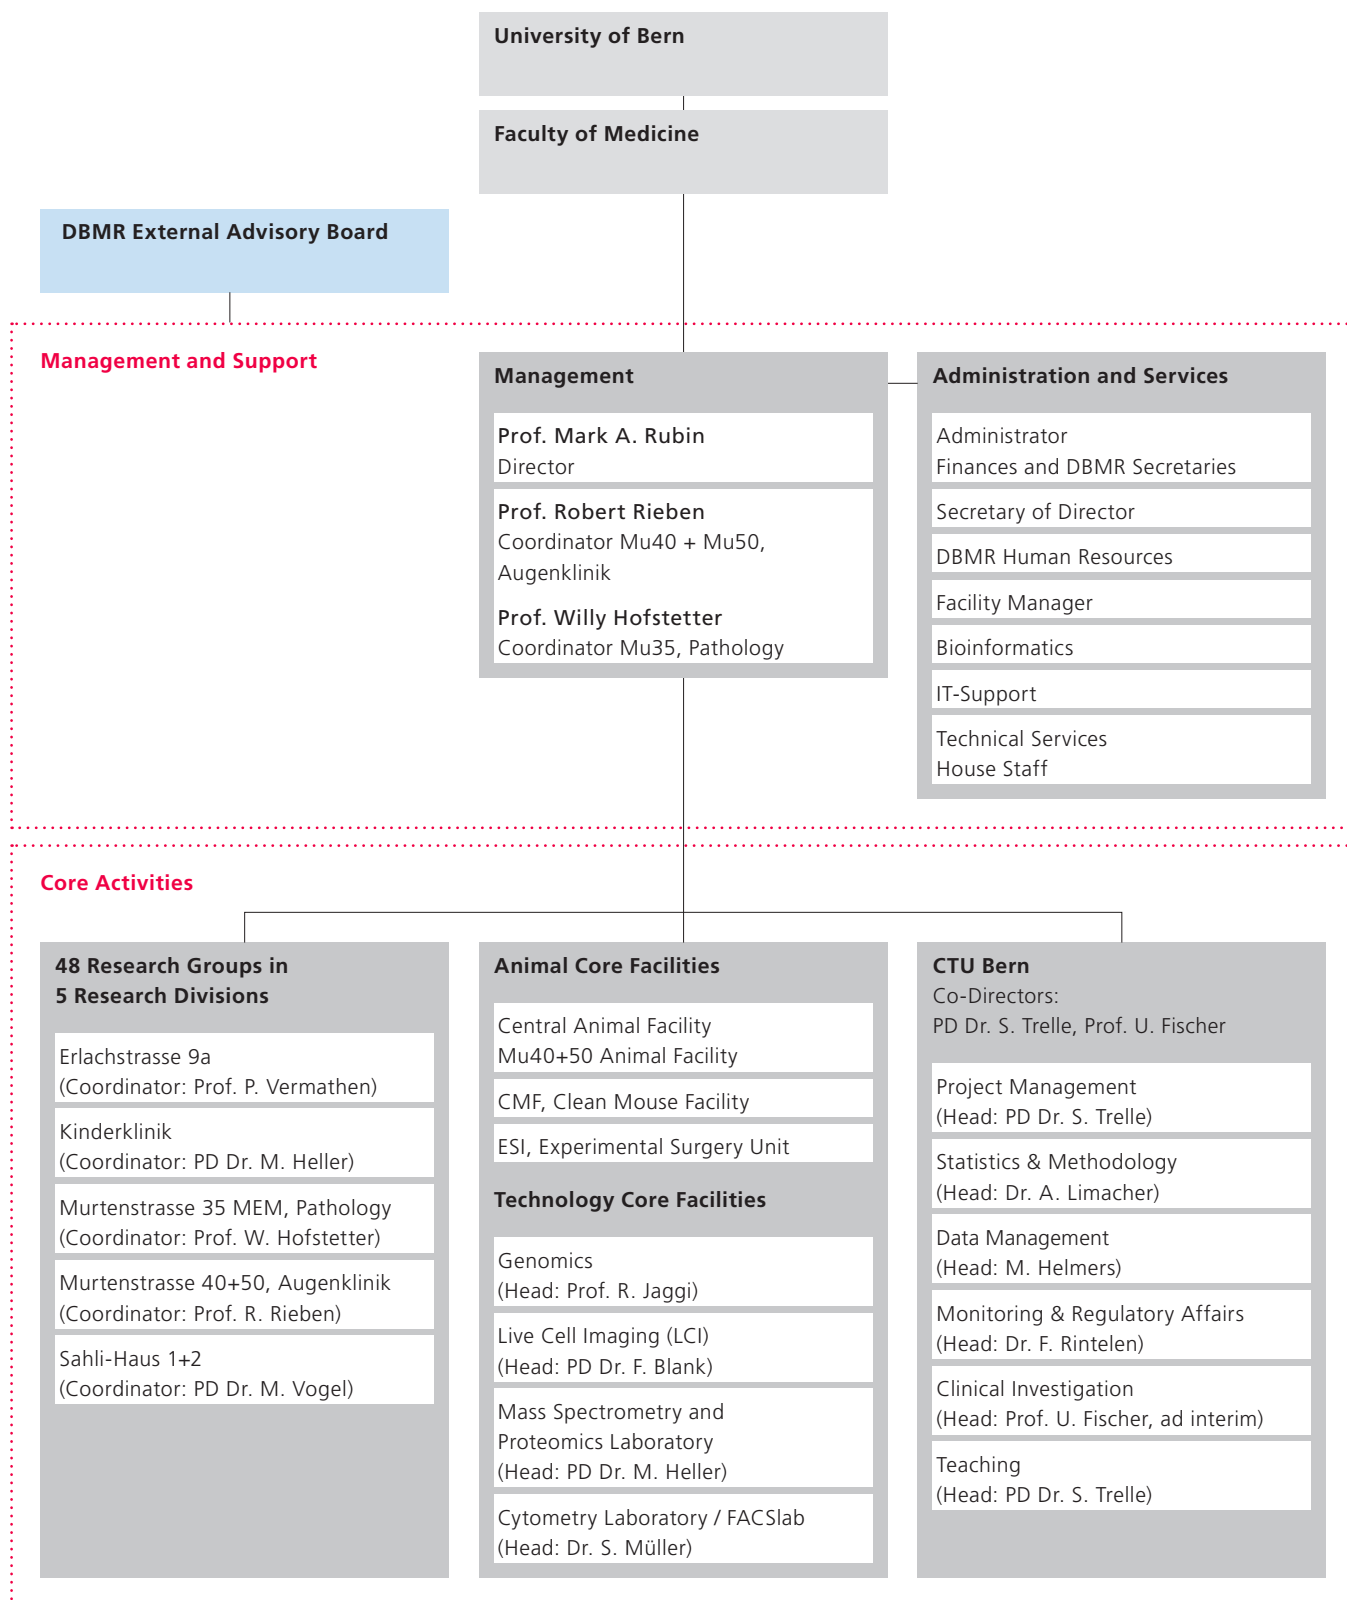 University of Bern
Faculty of Medicine
DBMR External Advisory Board
Management and Support
Management
Prof. Mark A. Rubin
Director
Prof. Robert Rieben
Coordinator Mu40 + Mu50,
Augenklinik
Prof. Willy Hofstetter
Coordinator Mu35, Pathology
Administration and Services
Administrator
Finances and DBMR Secretaries
Secretary of Director
DBMR Human Resources
Facility Manager
Bioinformatics
IT-Support
Technical Services
House Staff
Core Activities
48 Research Groups in
5 Research Divisions
Erlachstrasse 9a
(Coordinator: Prof. P. Vermathen)
Kinderklinik
(Coordinator: PD Dr. M. Heller)
Murtenstrasse 35 MEM, Pathology
(Coordinator: Prof. W. Hofstetter)
Murtenstrasse 40+50, Augenklinik
(Coordinator: Prof. R. Rieben)
Sahli-Haus 1+2
(Coordinator: PD Dr. M. Vogel)
Animal Core Facilities
Central Animal Facility
Mu40+50 Animal Facility
CMF, Clean Mouse Facility
ESI, Experimental Surgery Unit
Technology Core Facilities
Genomics
(Head: Prof. R. Jaggi)
Live Cell Imaging (LCI)
(Head: PD Dr. F. Blank)
Mass Spectrometry and
Proteomics Laboratory
(Head: PD Dr. M. Heller)
Cytometry Laboratory / FACSlab
(Head: Dr. S. Müller)
CTU Bern
Co-Directors:
PD Dr. S. Trelle, Prof. U. Fischer
Project Management
(Head: PD Dr. S. Trelle)
Statistics & Methodology
(Head: Dr. A. Limacher)
Data Management
(Head: M. Helmers)
Monitoring & Regulatory Affairs
(Head: Dr. F. Rintelen)
Clinical Investigation
(Head: Prof. U. Fischer, ad interim)
Teaching
(Head: PD Dr. S. Trelle)